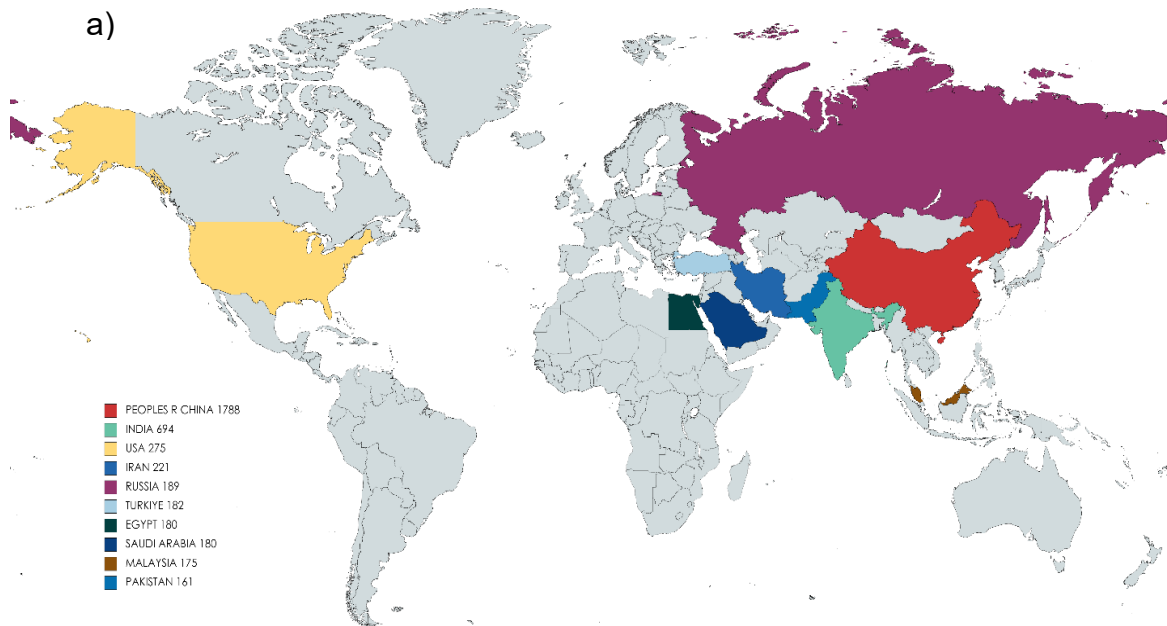 a)
PEOPLES R CHINA 1788
INDIA 694
USA 275
IRAN 221
RUSSIA 189
TURKIYE 182
EGYPT 180
SAUDI ARABIA 180
MALAYSIA 175
PAKISTAN 161